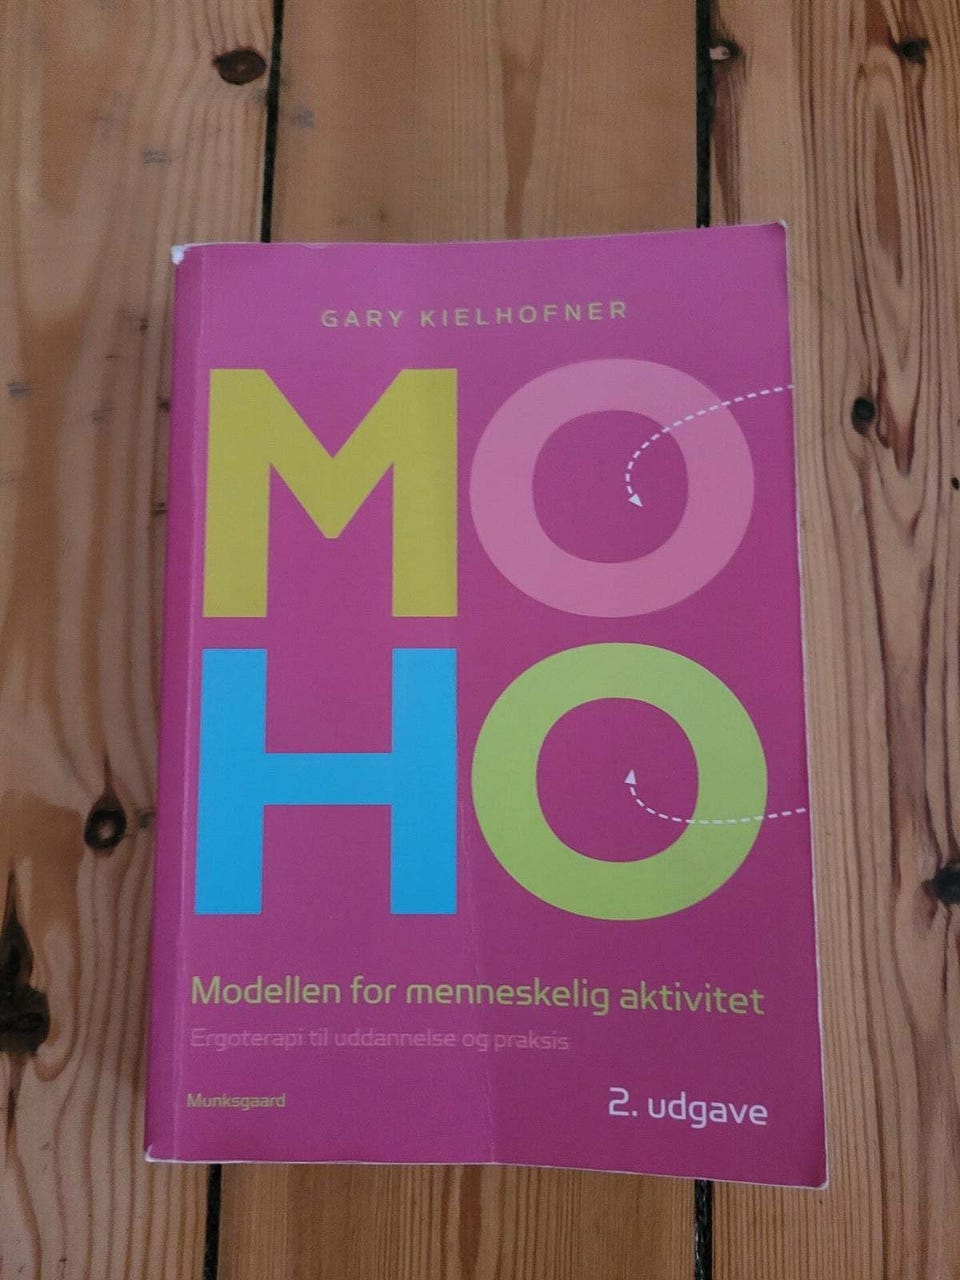 GARY KIELHOFNER
MO
HO
Modellen for menneskelig aktivitet
Ergoterapi til uddannelse og praksis
Munksgaard
2. udgave